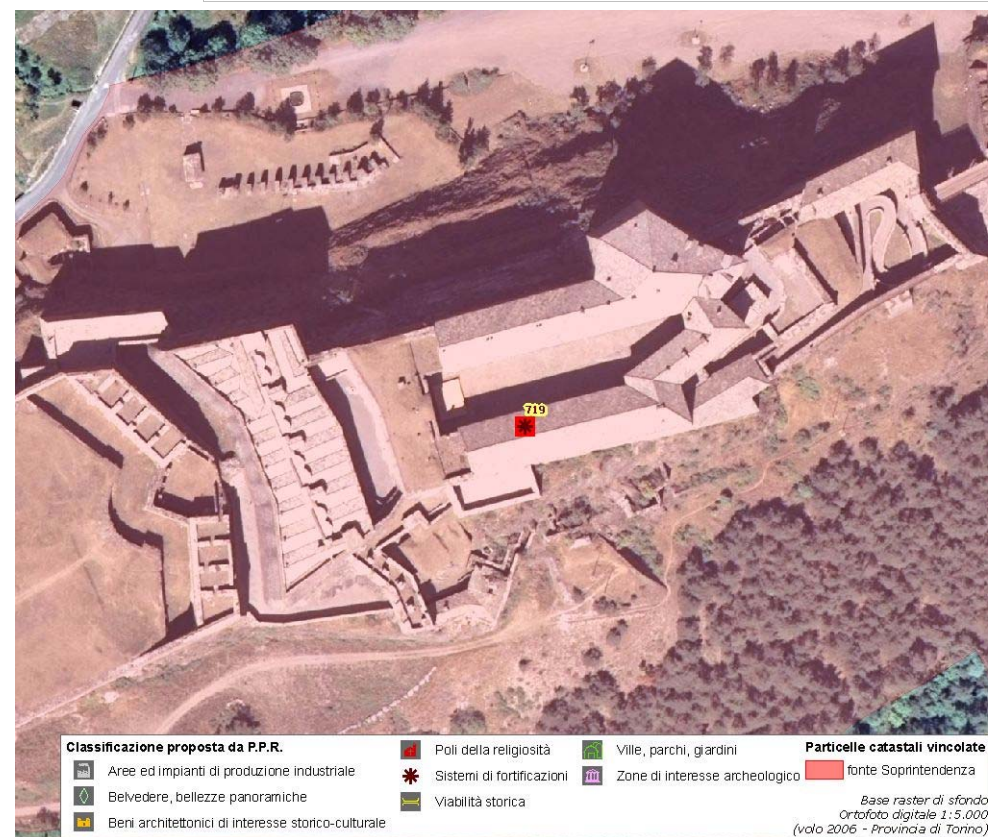 719
Classificazione proposta da P.P.R.
Aree ed impianti di produzione industriale
Belvedere, bellezze panoramiche
Beni architettonici di interesse storico-culturale
Poli della religiosità
Sistemi di fortificazioni
Viabilità storica
Ville, parchi, giardini
Zone di interesse archeologico
Particelle catastali vincolate
fonte Soprintendenza
Base raster di sfondo
Ortofoto digitale 1:5.000
(volo 2006 - Provincia di Torino)